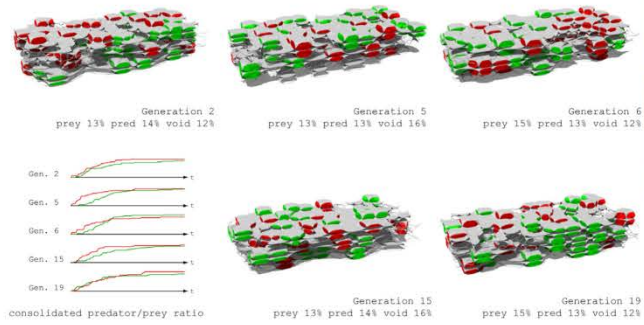 Generation 2
prey 13% pred 14% void 12%
Generation 5
prey 13% pred 13% void 16%
Generation 6
prey 15% pred 13% void 12%
Gen. 2
t
Gen. 5
t
Gen. 6
t
Gen. 15
t
Gen. 19
t
consolidated predator/prey ratio
Generation 15
prey 13% pred 14% void 16%
Generation 19
prey 15% pred 13% void 12%